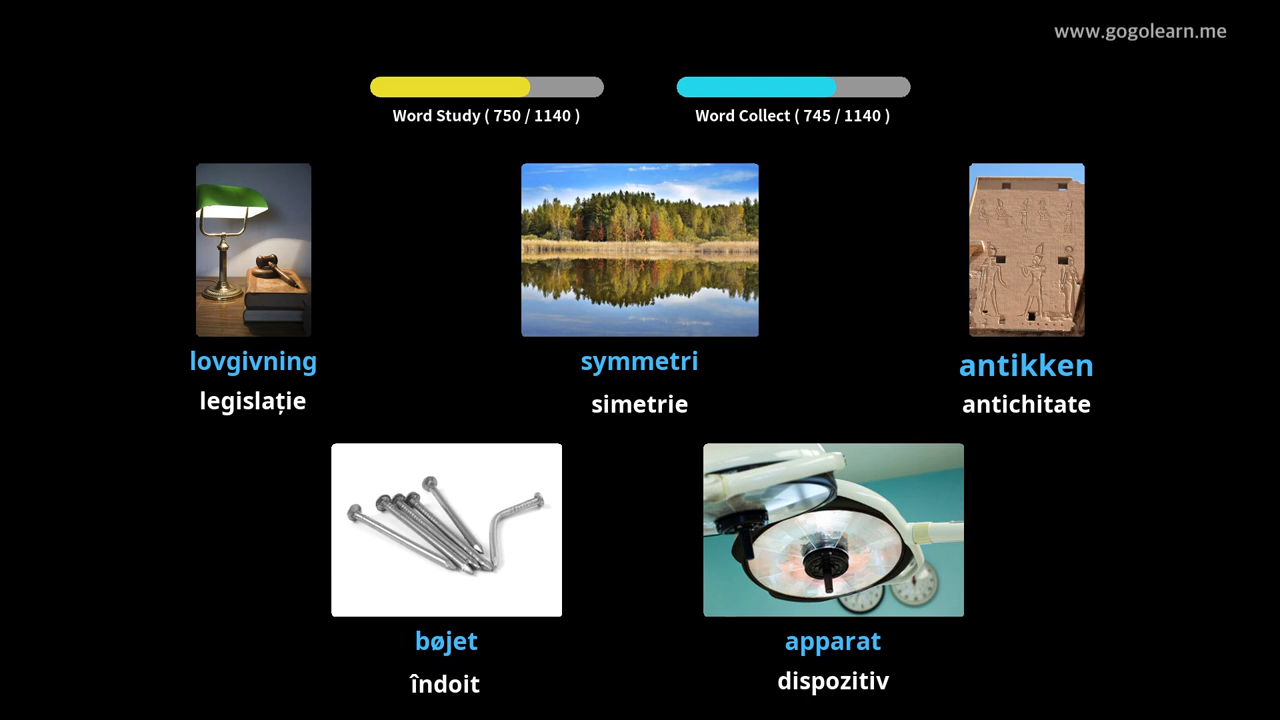 www.gogolearn.me
Word Study ( 750 / 1140 )
Word Collect ( 745 / 1140 )
lovgivning
legislație
symmetri
simetrie
antikken
antichitate
bøjet
îndoit
apparat
dispozitiv